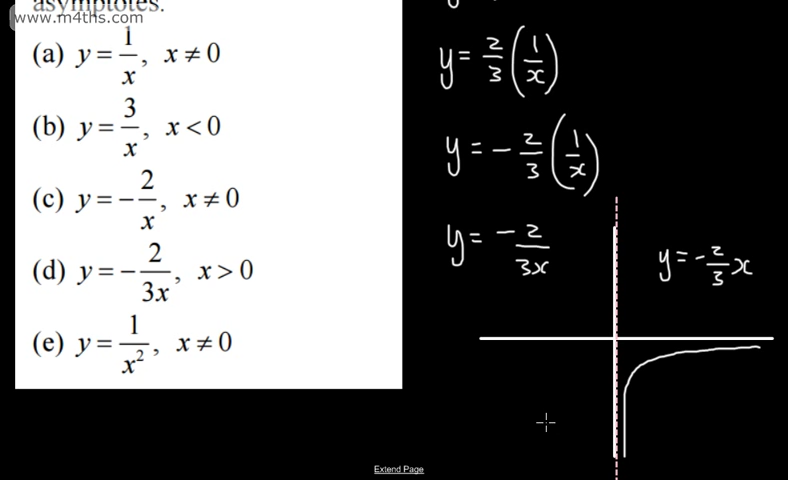 asymptotes.
www.m4ths.com
(a) y = 1/x, x ≠ 0
(b) y = 3/x, x < 0
(c) y = −2/x, x ≠ 0
(d) y = −2/3x, x > 0
(e) y = 1/x², x ≠ 0
y = 2/3 (1/x)
y = − 2/3 (1/x)
y = −2/3x
y = −2/3 x
Extend Page